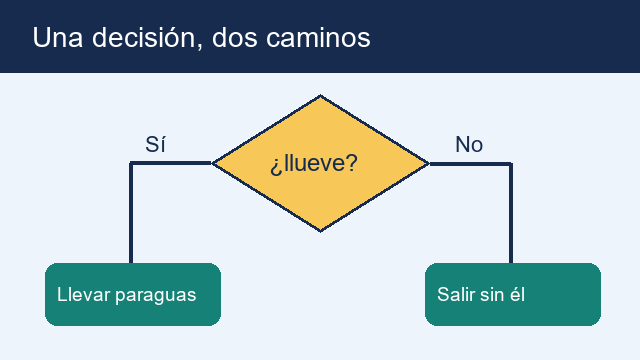 Una decisión, dos caminos
Sí
No
¿llueve?
Llevar paraguas
Salir sin él